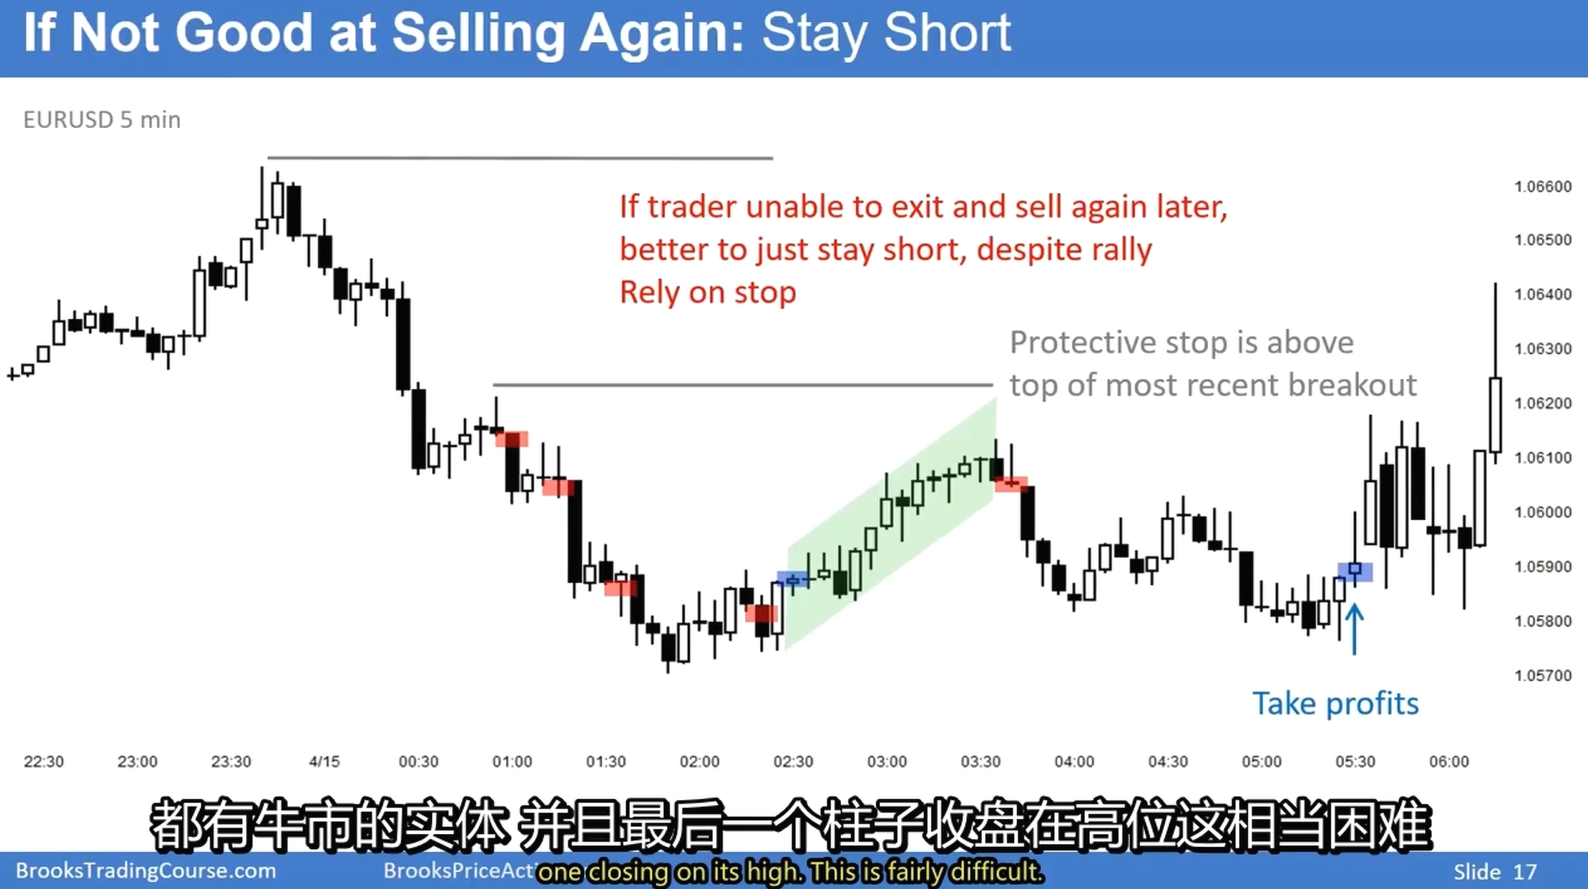 If Not Good at Selling Again: Stay Short
EURUSD 5 min
If trader unable to exit and sell again later,
better to just stay short, despite rally
Rely on stop
Protective stop is above
top of most recent breakout
1.06600
1.06500
1.06400
1.06300
1.06200
1.06100
1.06000
1.05900
1.05800
1.05700
Take profits
22:30 23:00 23:30 4/15 00:30 01:00 01:30 02:00 02:30 03:00 03:30 04:00 04:30 05:00 05:30 06:00
都有牛市的实体 并且最后一个柱子收盘在高位这相当困难
one closing on its high. This is fairly difficult.
BrooksTradingCourse.com BrooksPriceActi Slide 17